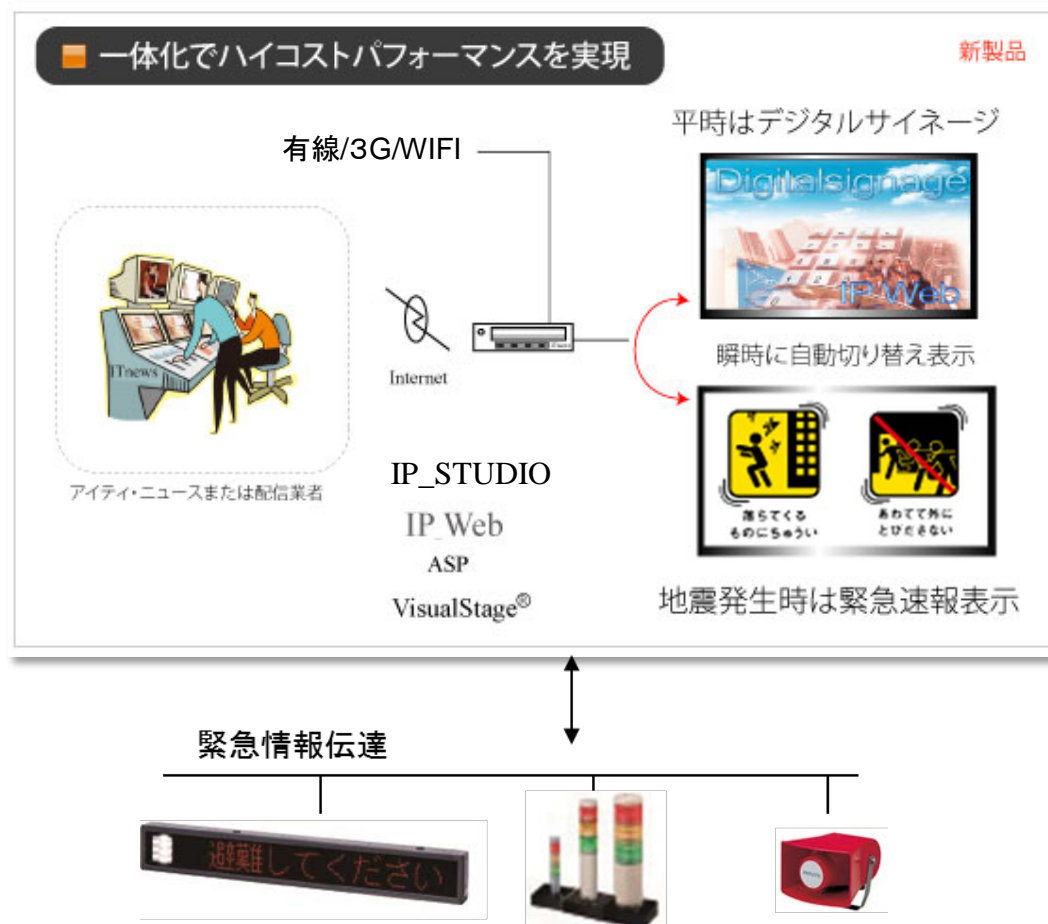 一体化でハイコストパフォーマンスを実現
新製品
有線/3G/WIFI
平時はデジタルサイネージ
Digitalsignage
IP Web
瞬時に自動切り替え表示
ITnews
Internet
アイティ・ニュースまたは配信業者
IP_STUDIO
IP_Web
ASP
VisualStage®
落ちてくる
ものにちゅうい
あわてて外に
とびださない
地震発生時は緊急速報表示
緊急情報伝達
避難してください